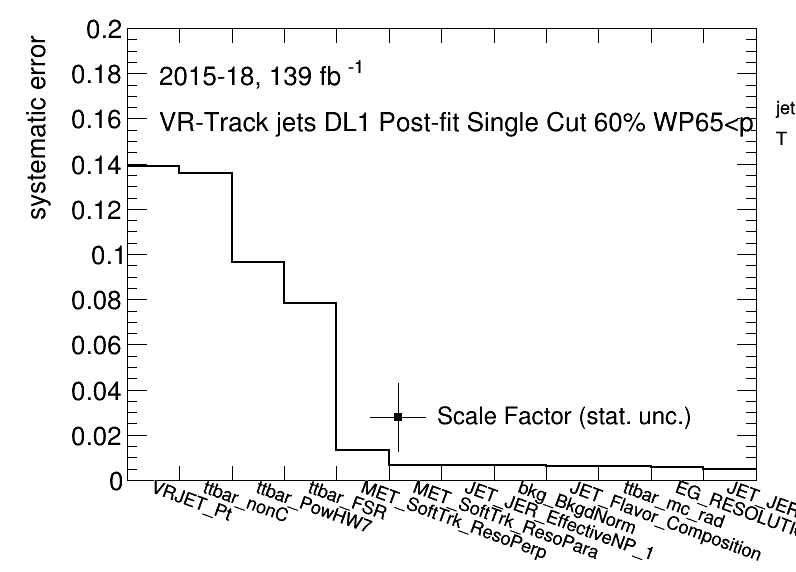 systematic error
0.2
0.18
0.16
0.14
0.12
0.1
0.08
0.06
0.04
0.02
0
2015-18, 139 fb -1
VR-Track jets DL1 Post-fit Single Cut 60% WP65<p jet T
Scale Factor (stat. unc.)
VRJET_Pt
ttbar_nonC
ttbar_PowHW7
ttbar_FSR
MET_SoftTrk_ResoPerp
MET_SoftTrk_ResoPara
JET_JER_EffectiveNP_1
bkg_BkgdNorm
JET_Flavor_Composition
ttbar_mc_rad
EG_RESOLUTI
JET_JER